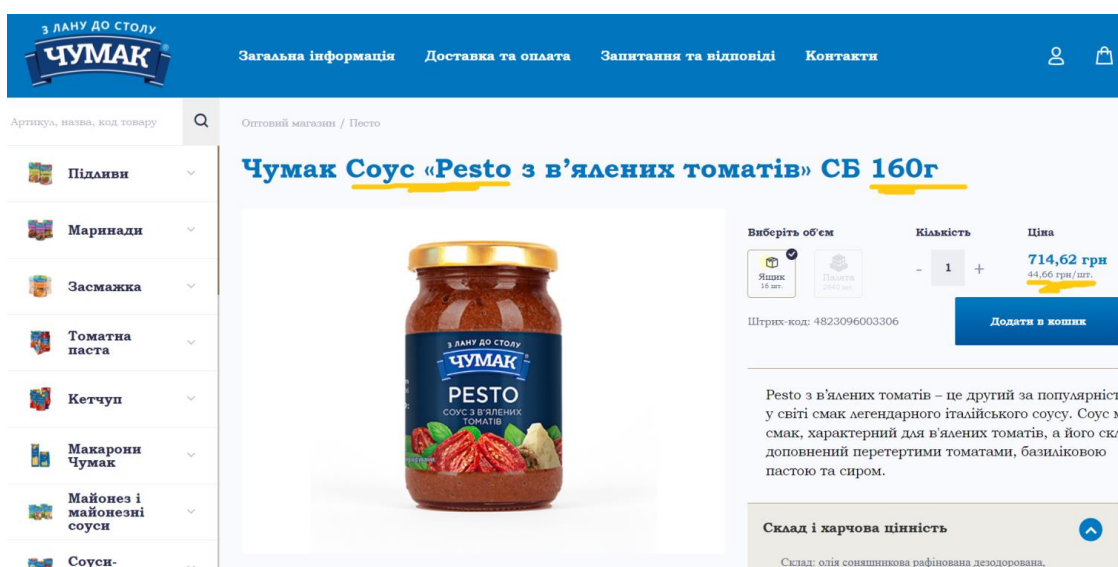 З ЛАНУ ДО СТОЛУ
ЧУМАК
Загальна інформація Доставка та оплата Запитання та відповіді Контакти
Артикул, назва, код товару
Оптовий магазин / Песто
Підливи
Маринади
Засмажка
Томатна
паста
Кетчуп
Макарони
Чумак
Майонез і
майонезні
соуси
Соуси-
Чумак Соус «Pesto з в’ялених томатів» СБ 160г
З ЛАНУ ДО СТОЛУ
ЧУМАК
PESTO
СОУС З В'ЯЛЕНИХ
ТОМАТІВ
Виберіть об'єм Кількість Ціна
Ящик
16 шт.
Палета
- 1 +
714,62 грн
44,66 грн/шт.
Штрих-код: 4823096003306
Додати в кошик
Pesto з в’ялених томатів – це другий за популярніст
у світі смак легендарного італійського соусу. Соус м
смак, характерний для в'ялених томатів, а його скл
доповнений перетертими томатами, базиліковою
пастою та сиром.
Склад і харчова цінність
Склад: олія соняшникова рафінована дезодорована,